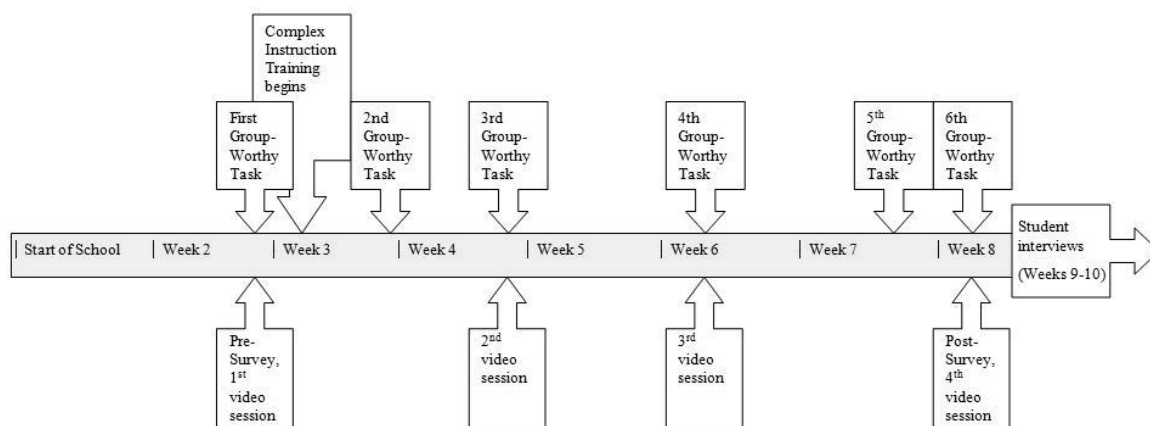 Complex
Instruction
Training
begins
First
Group-
Worthy
Task
2nd
Group-
Worthy
Task
3rd
Group-
Worthy
Task
4th
Group-
Worthy
Task
5th
Group-
Worthy
Task
6th
Group-
Worthy
Task
Start of School
Week 2
Week 3
Week 4
Week 5
Week 6
Week 7
Week 8
Student
interviews
(Weeks 9-10)
Pre-
Survey,
1st
video
session
2nd
video
session
3rd
video
session
Post-
Survey, 4th
video
session